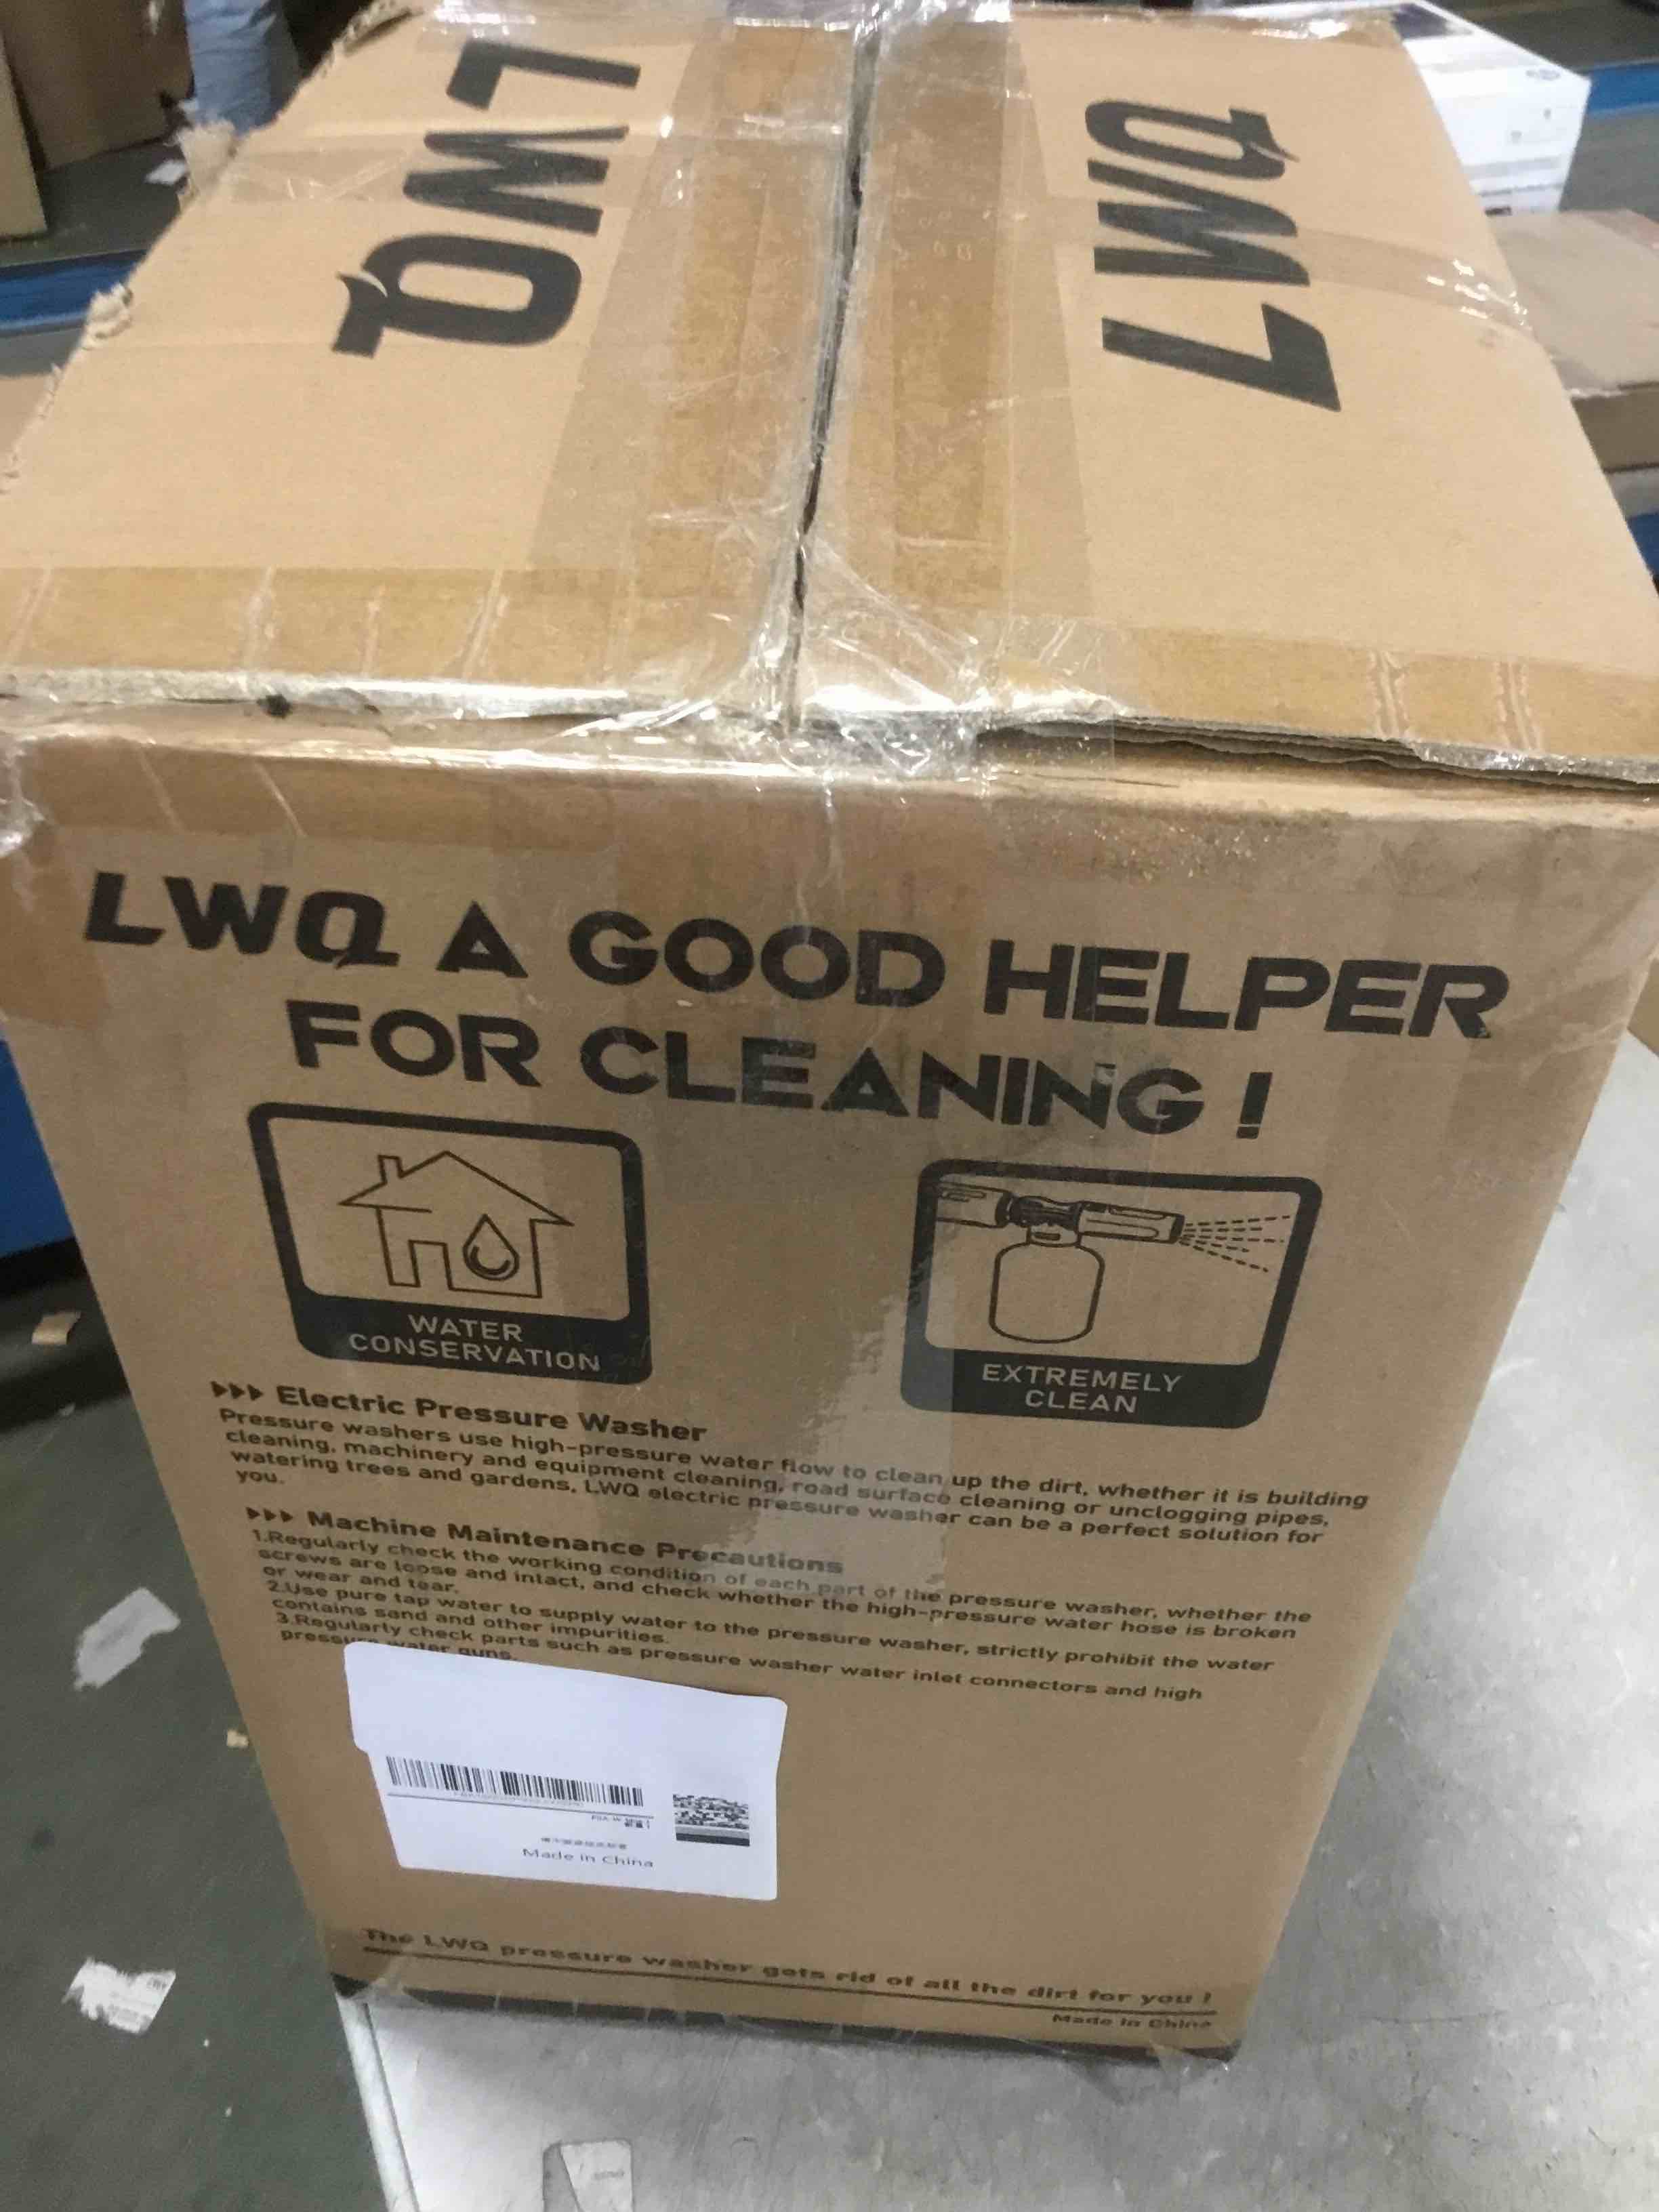 LWQ
LWQ
LWQ A GOOD HELPER
FOR CLEANING !
WATER
CONSERVATION
EXTREMELY
CLEAN
Electric Pressure Washer
Pressure washers use high-pressure water flow to clean up the dirt, whether it is building
cleaning, machinery and equipment cleaning, road surface cleaning or unclogging pipes,
watering trees and gardens, LWQ electric pressure washer can be a perfect solution for
you.
Machine Maintenance Precautions
1.Regularly check the working condition of each part of the pressure washer, whether the
screws are loose and intact, and check whether the high-pressure water hose is broken
or wear and tear.
2.Use pure tap water to supply water to the pressure washer, strictly prohibit the water
contains sand and other impurities.
3.Regularly check parts such as pressure washer water inlet connectors and high
pressure water guns.
Made in China
The LWQ pressure washer gets rid of all the dirt for you !
Made in China